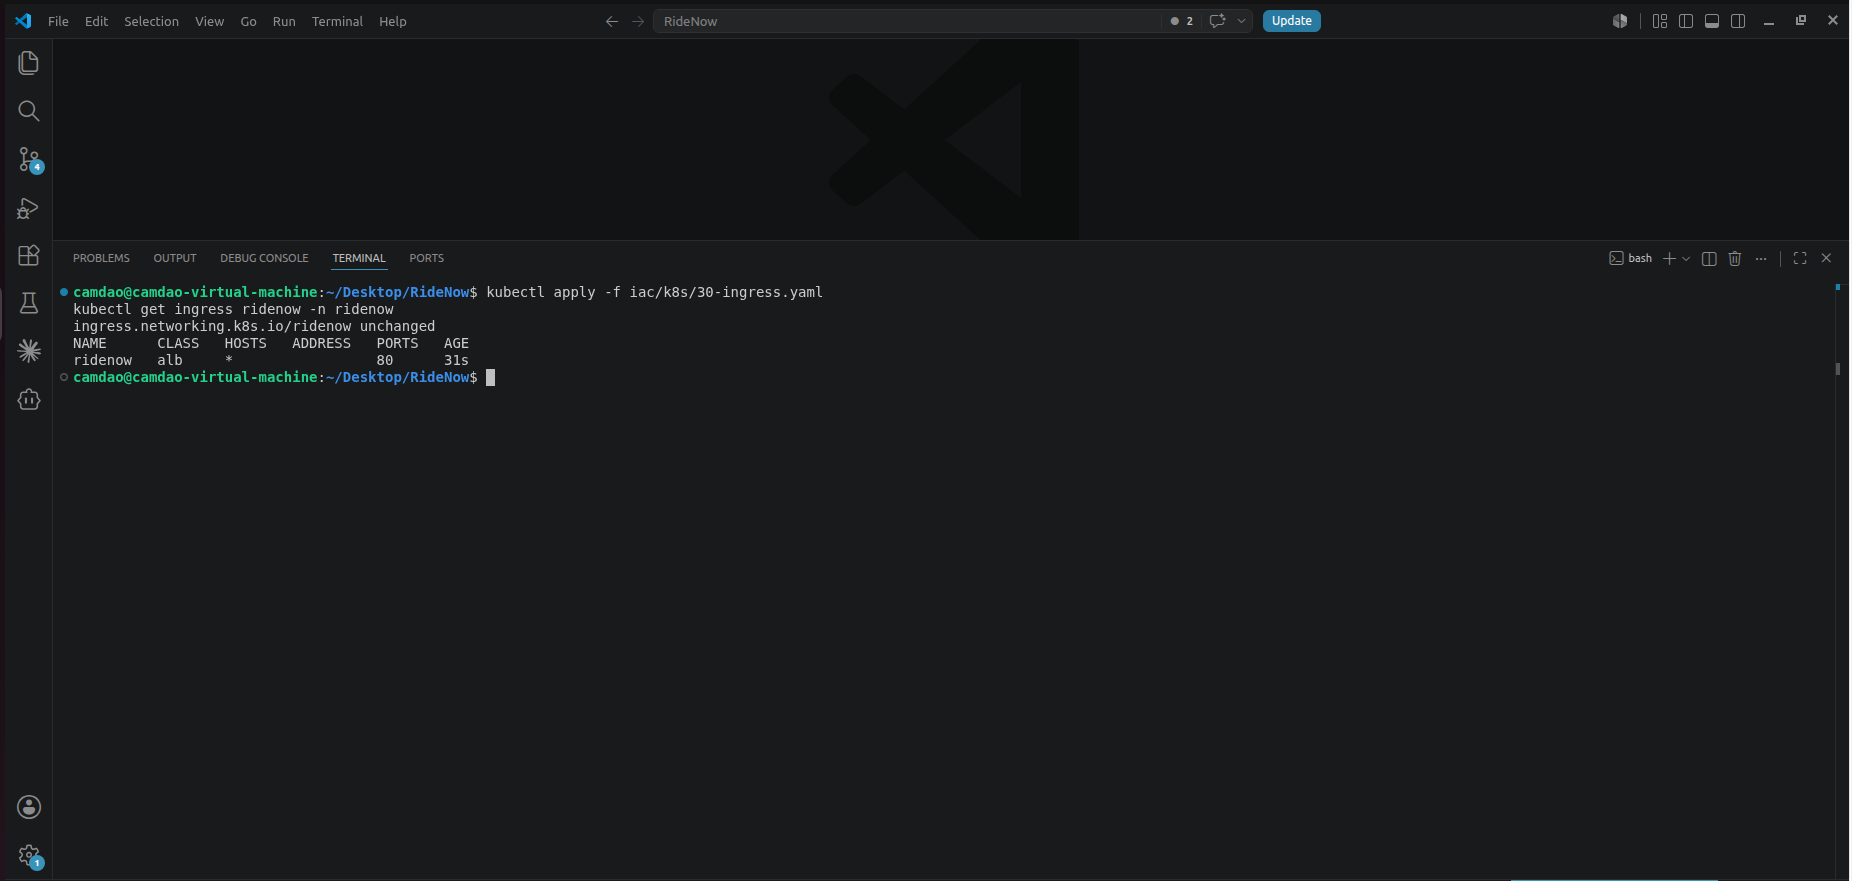 File Edit Selection View Go Run Terminal Help RideNow 2 Update
4
PROBLEMS OUTPUT DEBUG CONSOLE TERMINAL PORTS bash
camdao@camdao-virtual-machine:~/Desktop/RideNow$ kubectl apply -f iac/k8s/30-ingress.yaml
kubectl get ingress ridenow -n ridenow
ingress.networking.k8s.io/ridenow unchanged
NAME CLASS HOSTS ADDRESS PORTS AGE
ridenow alb * 80 31s
camdao@camdao-virtual-machine:~/Desktop/RideNow$
1